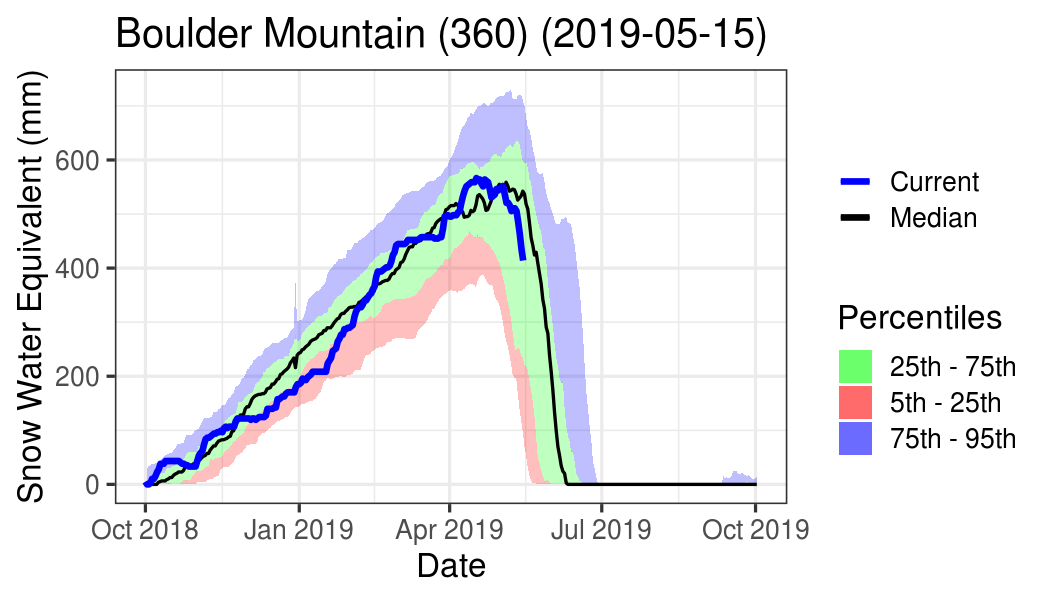 Boulder Mountain (360) (2019-05-15)
Snow Water Equivalent (mm)
600
400
200
0
Oct 2018
Jan 2019
Apr 2019
Jul 2019
Oct 2019
Date
Current
Median
Percentiles
25th - 75th
5th - 25th
75th - 95th